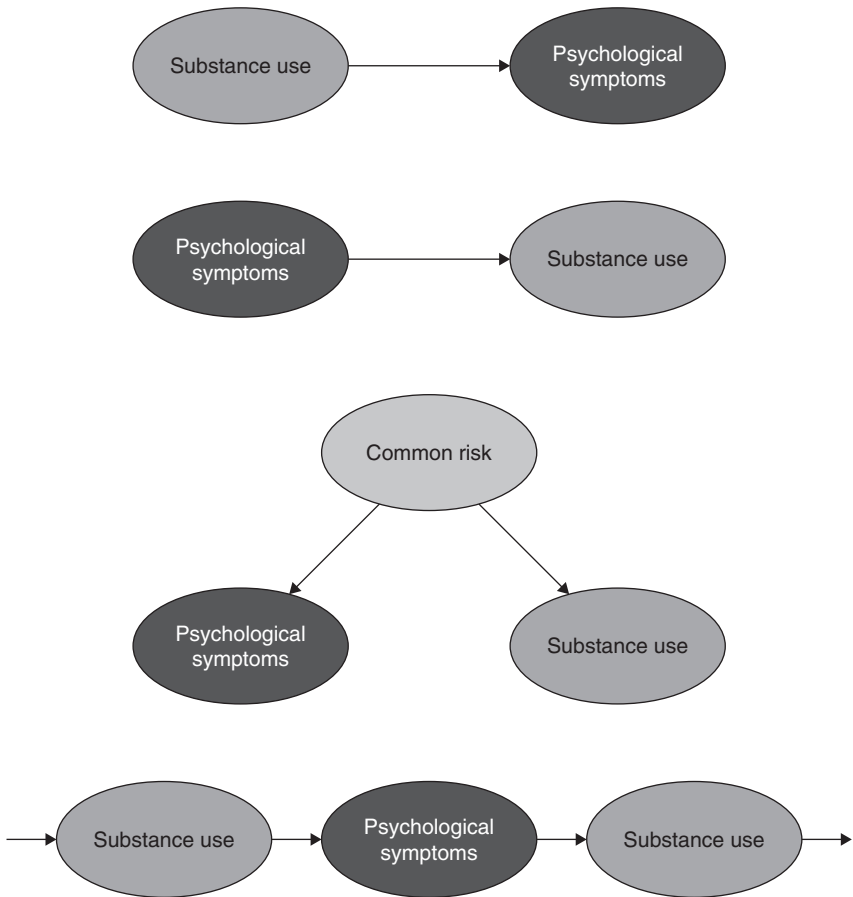 Substance use
Psychological
symptoms
Psychological
symptoms
Substance use
Common risk
Psychological
symptoms
Substance use
Substance use
Psychological
symptoms
Substance use